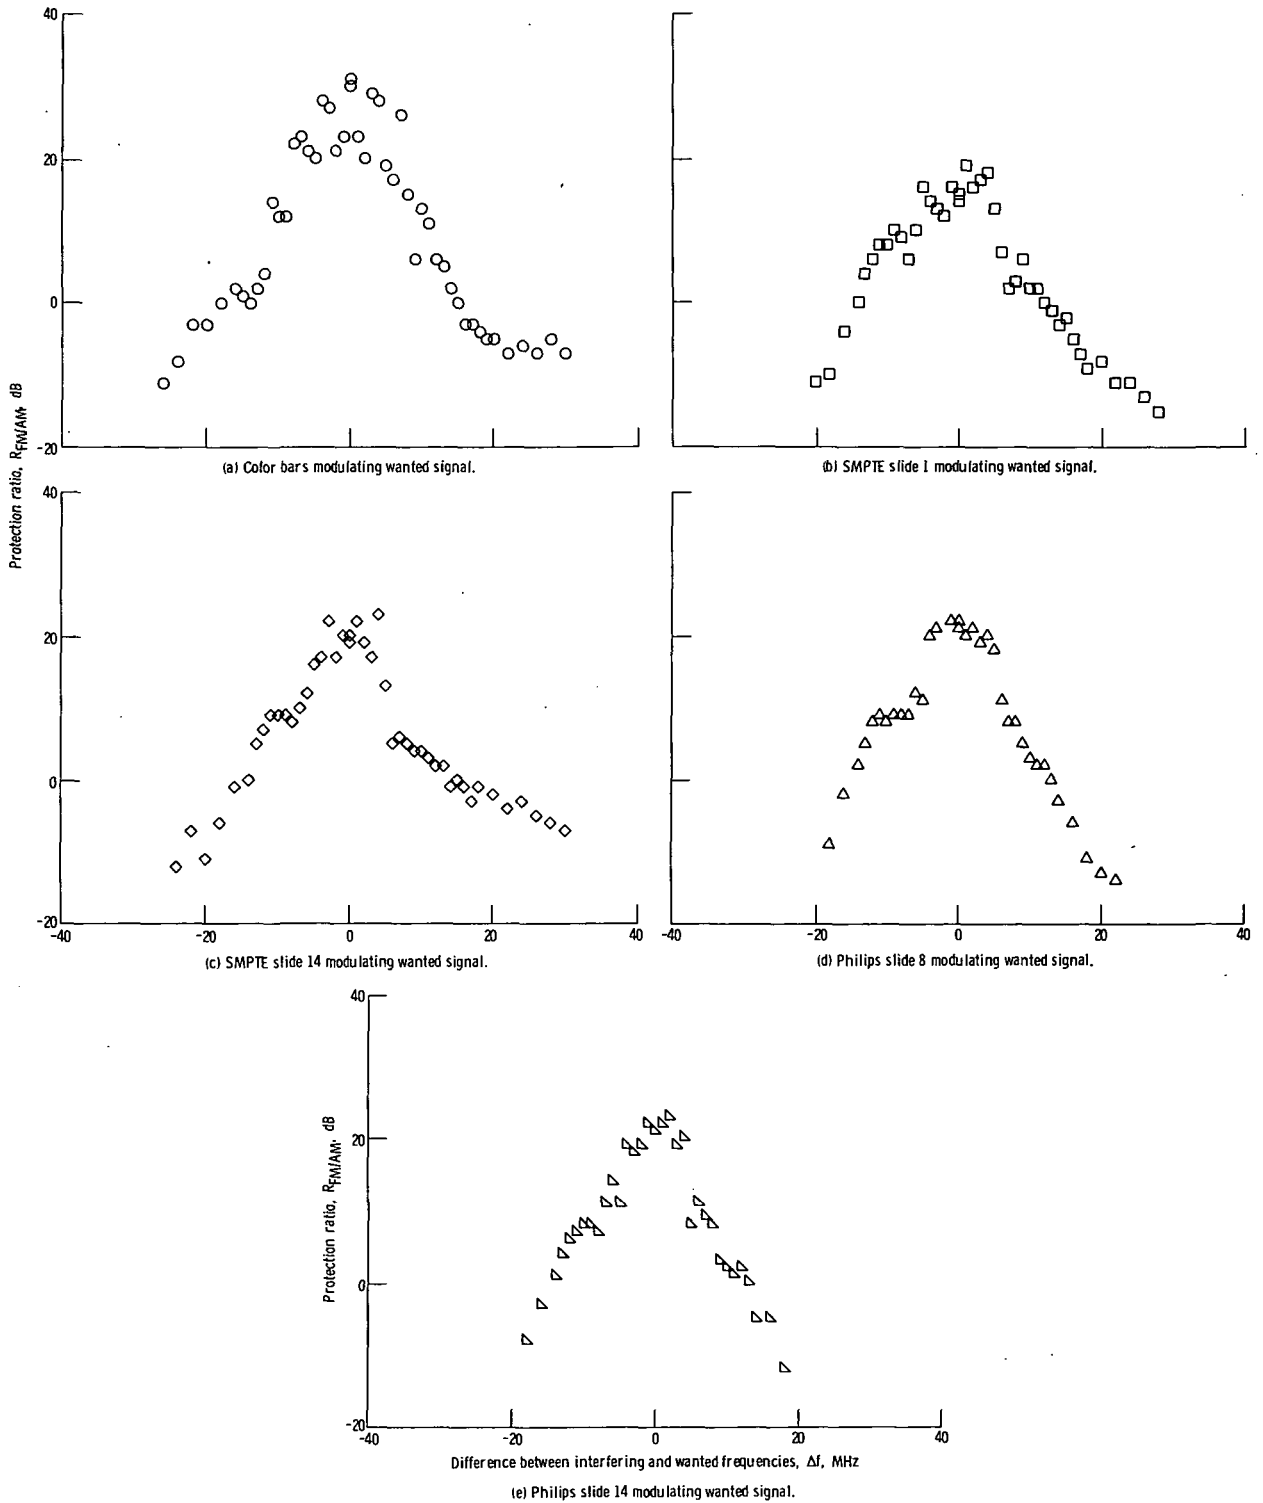 40
20
0
-20
Protection ratio, RFM/AM, dB
(a) Color bars modulating wanted signal.
(b) SMPTE slide 1 modulating wanted signal.
40
20
0
-20
-40 -20 0 20 40
-40 -20 0 20 40
(c) SMPTE slide 14 modulating wanted signal.
(d) Philips slide 8 modulating wanted signal.
40
20
0
-20
Protection ratio, RFM/AM, dB
-40 -20 0 20 40
Difference between interfering and wanted frequencies, Δf, MHz
(e) Philips slide 14 modulating wanted signal.